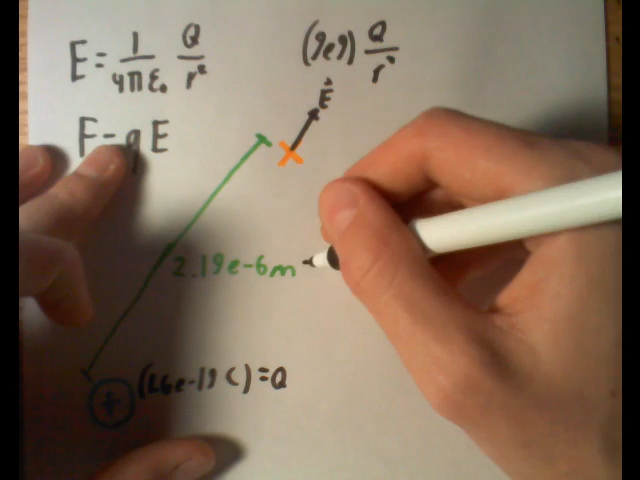 E = 1/4πε₀ Q/r²
(9e9) Q/r²
E⃗
F = qE
2.19e-6m
(1.6e-19 C) = Q
+